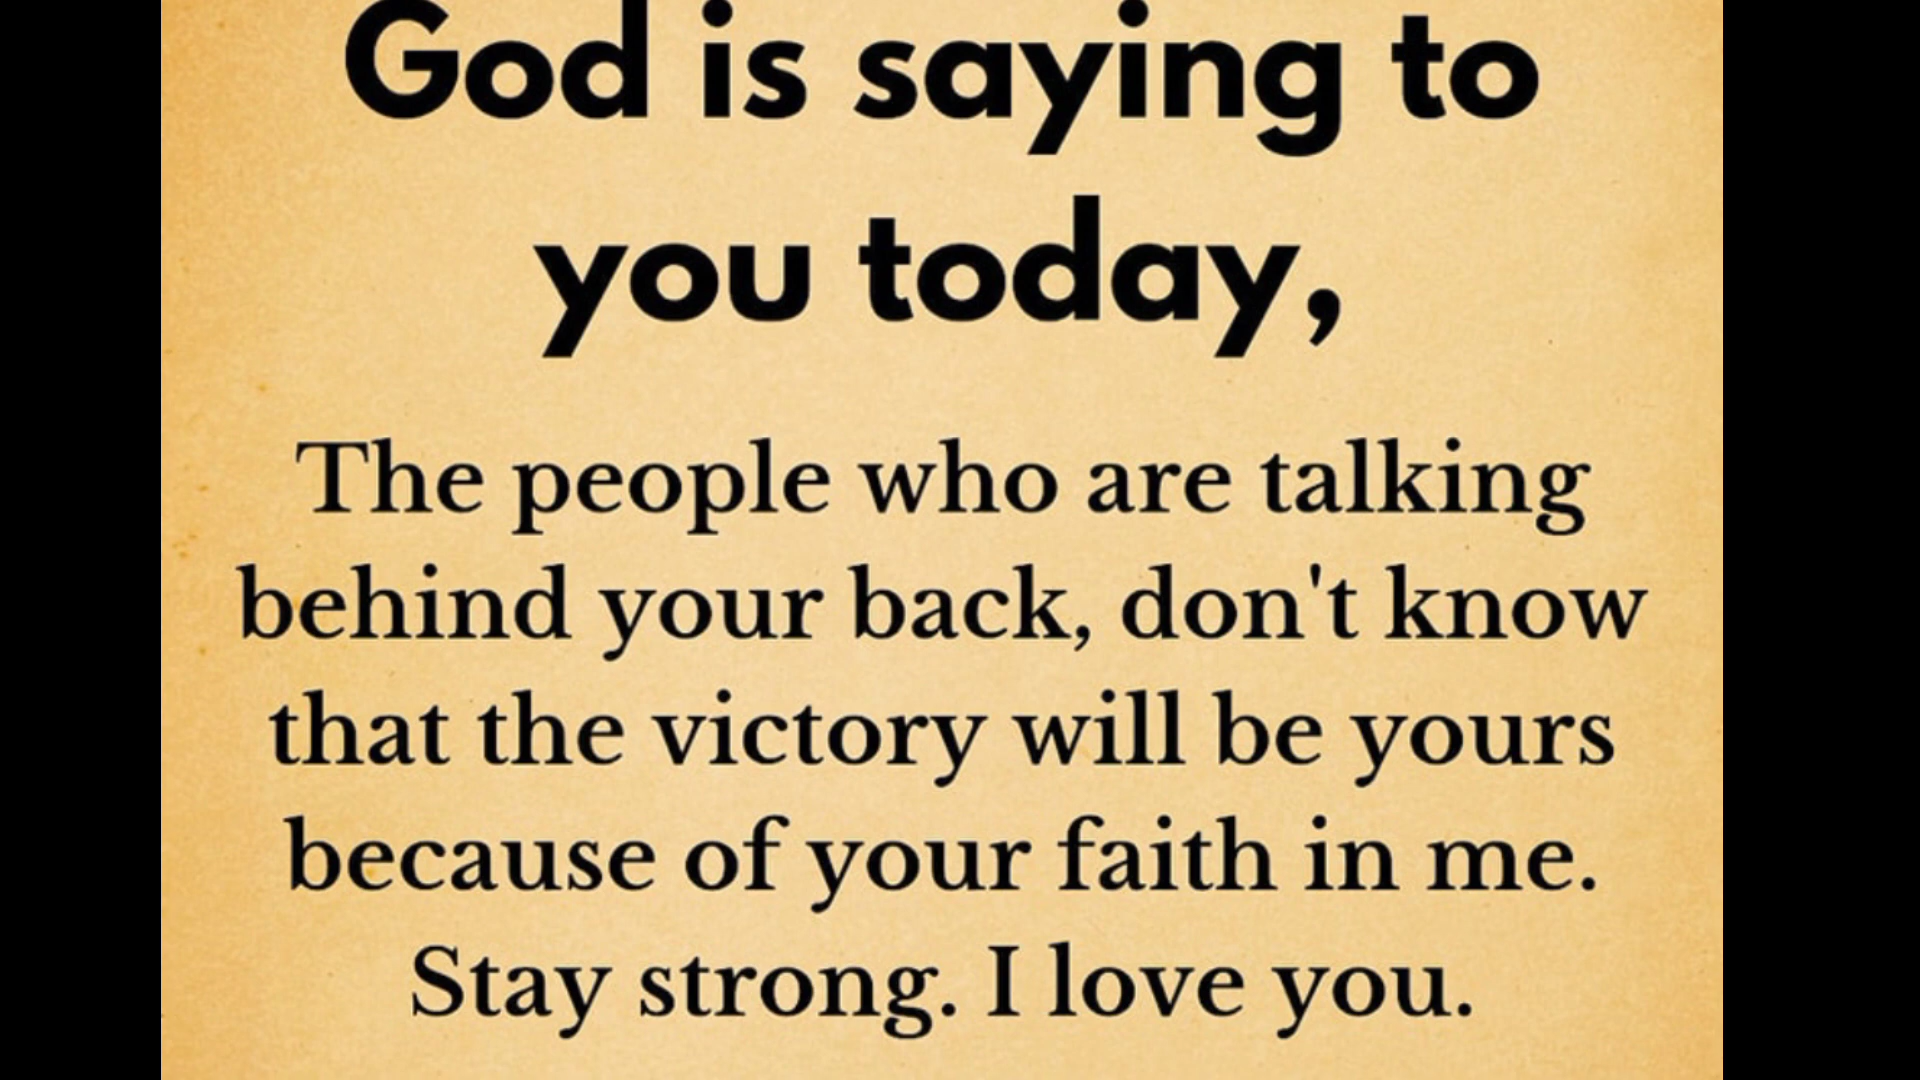 God is saying to
you today,
The people who are talking
behind your back, don't know
that the victory will be yours
because of your faith in me.
Stay strong. I love you.